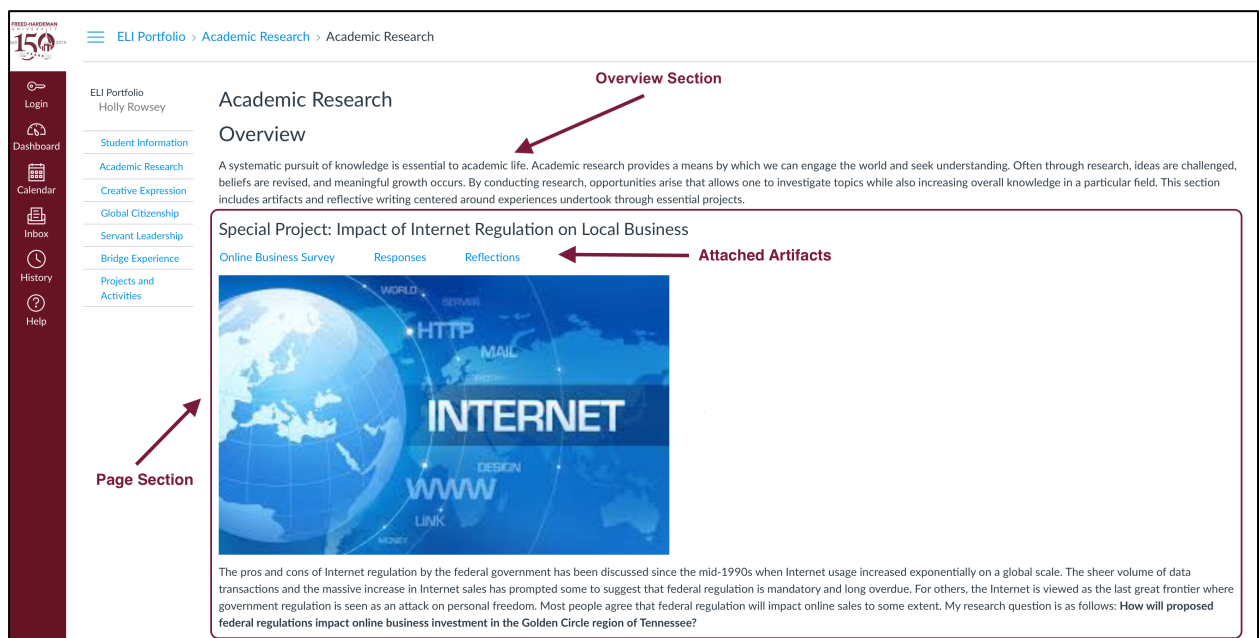 FREED-HARDEMAN
UNIVERSITY
150
2019
ELI Portfolio > Academic Research > Academic Research
Login
Dashboard
Calendar
Inbox
History
Help
ELI Portfolio
Holly Rowsey
Student Information
Academic Research
Creative Expression
Global Citizenship
Servant Leadership
Bridge Experience
Projects and
Activities
Overview Section
Academic Research
Overview
A systematic pursuit of knowledge is essential to academic life. Academic research provides a means by which we can engage the world and seek understanding. Often through research, ideas are challenged,
beliefs are revised, and meaningful growth occurs. By conducting research, opportunities arise that allows one to investigate topics while also increasing overall knowledge in a particular field. This section
includes artifacts and reflective writing centered around experiences undertook through essential projects.
Special Project: Impact of Internet Regulation on Local Business
Online Business Survey Responses Reflections
Attached Artifacts
WORLD
SERVER
HTTP
MAIL
INTERNET
DESIGN
WWW
LINK
MONEY
Page Section
The pros and cons of Internet regulation by the federal government has been discussed since the mid-1990s when Internet usage increased exponentially on a global scale. The sheer volume of data
transactions and the massive increase in Internet sales has prompted some to suggest that federal regulation is mandatory and long overdue. For others, the Internet is viewed as the last great frontier where
government regulation is seen as an attack on personal freedom. Most people agree that federal regulation will impact online sales to some extent. My research question is as follows: How will proposed
federal regulations impact online business investment in the Golden Circle region of Tennessee?